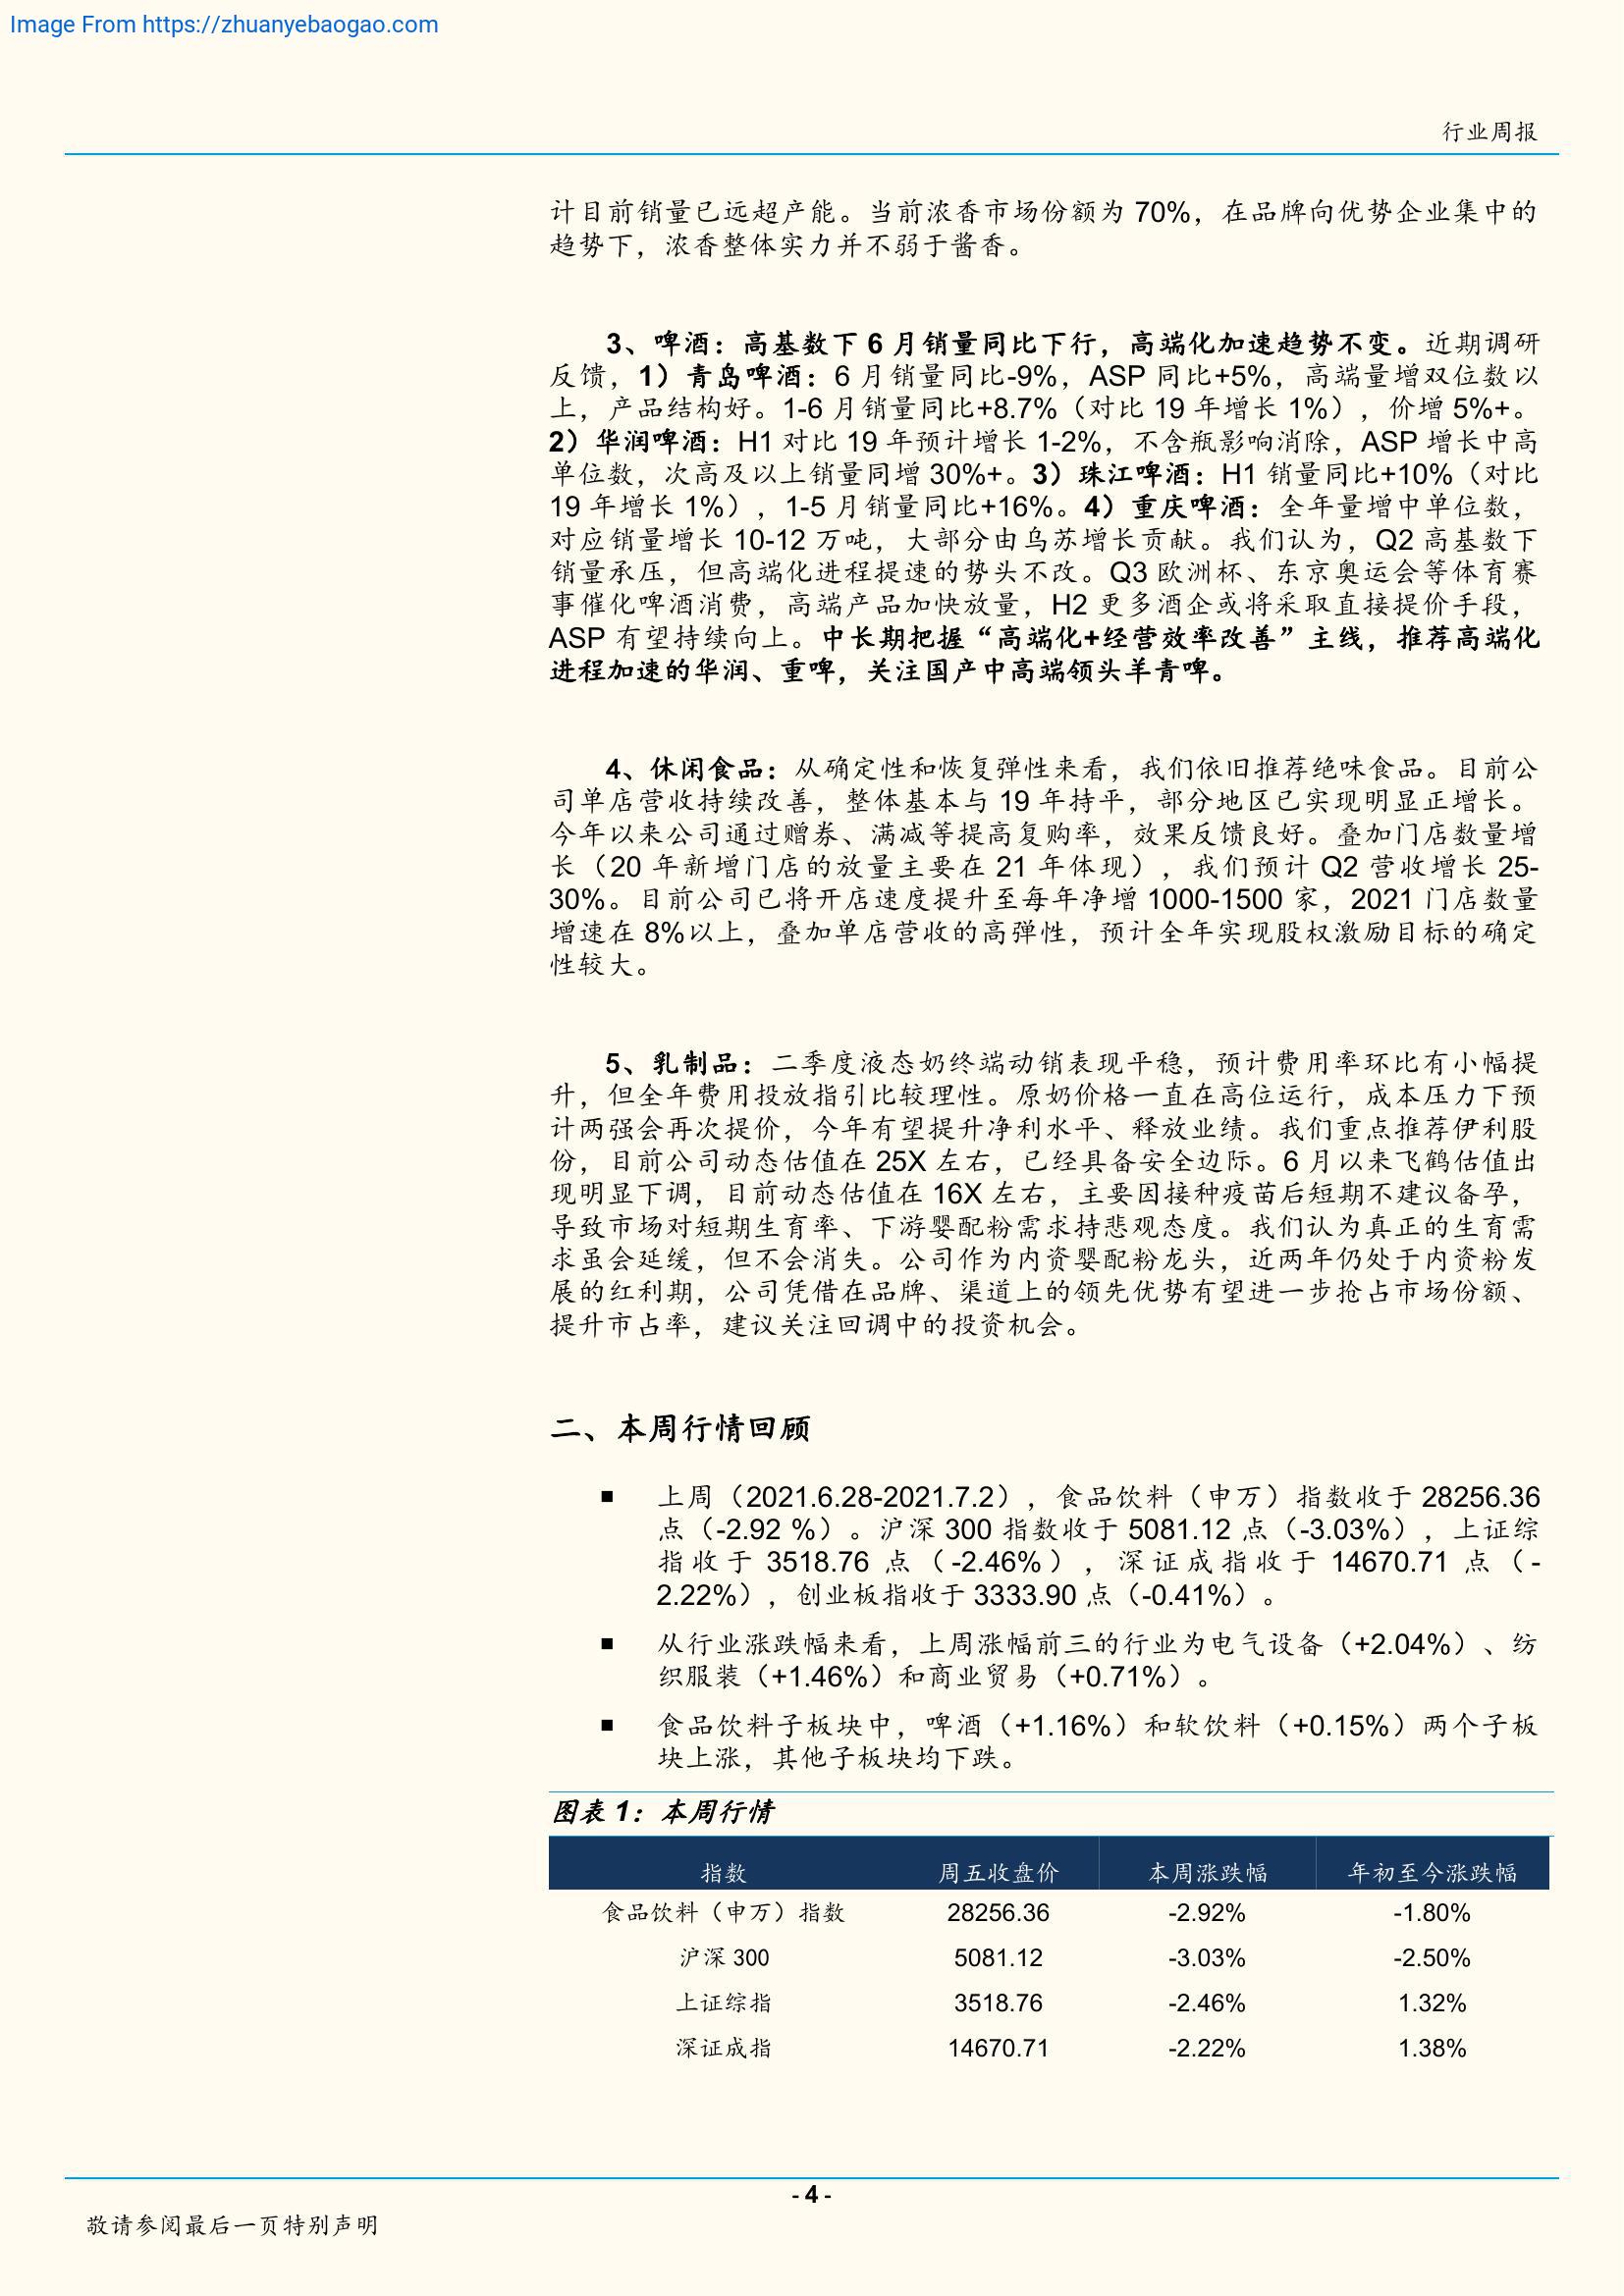 Image From https://zhuanyebaogao.com
行业周报
计目前销量已远超产能。当前浓香市场份额为 70%，在品牌向优势企业集中的
趋势下，浓香整体实力并不弱于酱香。
3、啤酒：高基数下 6 月销量同比下行，高端化加速趋势不变。近期调研
反馈，1）青岛啤酒：6 月销量同比-9%，ASP 同比+5%，高端量增双位数以
上，产品结构好。1-6 月销量同比+8.7%（对比 19 年增长 1%），价增 5%+。
2）华润啤酒：H1 对比 19 年预计增长 1-2%，不含瓶影响消除，ASP 增长中高
单位数，次高及以上销量同增 30%+。3）珠江啤酒：H1 销量同比+10%（对比
19 年增长 1%），1-5 月销量同比+16%。4）重庆啤酒：全年量增中单位数，
对应销量增长 10-12 万吨，大部分由乌苏增长贡献。我们认为，Q2 高基数下
销量承压，但高端化进程提速的势头不改。Q3 欧洲杯、东京奥运会等体育赛
事催化啤酒消费，高端产品加快放量，H2 更多酒企或将采取直接提价手段，
ASP 有望持续向上。中长期把握“高端化+经营效率改善”主线，推荐高端化
进程加速的华润、重啤，关注国产中高端领头羊青啤。
4、休闲食品：从确定性和恢复弹性来看，我们依旧推荐绝味食品。目前公
司单店营收持续改善，整体基本与 19 年持平，部分地区已实现明显正增长。
今年以来公司通过赠券、满减等提高复购率，效果反馈良好。叠加门店数量增
长（20 年新增门店的放量主要在 21 年体现），我们预计 Q2 营收增长 25-
30%。目前公司已将开店速度提升至每年净增 1000-1500 家，2021 门店数量
增速在 8%以上，叠加单店营收的高弹性，预计全年实现股权激励目标的确定
性较大。
5、乳制品：二季度液态奶终端动销表现平稳，预计费用率环比有小幅提
升，但全年费用投放指引比较理性。原奶价格一直在高位运行，成本压力下预
计两强会再次提价，今年有望提升净利水平、释放业绩。我们重点推荐伊利股
份，目前公司动态估值在 25X 左右，已经具备安全边际。6 月以来飞鹤估值出
现明显下调，目前动态估值在 16X 左右，主要因接种疫苗后短期不建议备孕，
导致市场对短期生育率、下游婴配粉需求持悲观态度。我们认为真正的生育需
求虽会延缓，但不会消失。公司作为内资婴配粉龙头，近两年仍处于内资粉发
展的红利期，公司凭借在品牌、渠道上的领先优势有望进一步抢占市场份额、
提升市占率，建议关注回调中的投资机会。
二、本周行情回顾
■ 上周（2021.6.28-2021.7.2），食品饮料（申万）指数收于 28256.36
点（-2.92 %）。沪深 300 指数收于 5081.12 点（-3.03%），上证综
指收于 3518.76 点（-2.46%），深证成指收于 14670.71 点（-
2.22%），创业板指收于 3333.90 点（-0.41%）。
■ 从行业涨跌幅来看，上周涨幅前三的行业为电气设备（+2.04%）、纺
织服装（+1.46%）和商业贸易（+0.71%）。
■ 食品饮料子板块中，啤酒（+1.16%）和软饮料（+0.15%）两个子板
块上涨，其他子板块均下跌。
图表 1：本周行情
指数 周五收盘价 本周涨跌幅 年初至今涨跌幅
食品饮料（申万）指数 28256.36 -2.92% -1.80%
沪深 300 5081.12 -3.03% -2.50%
上证综指 3518.76 -2.46% 1.32%
深证成指 14670.71 -2.22% 1.38%
- 4 -
敬请参阅最后一页特别声明